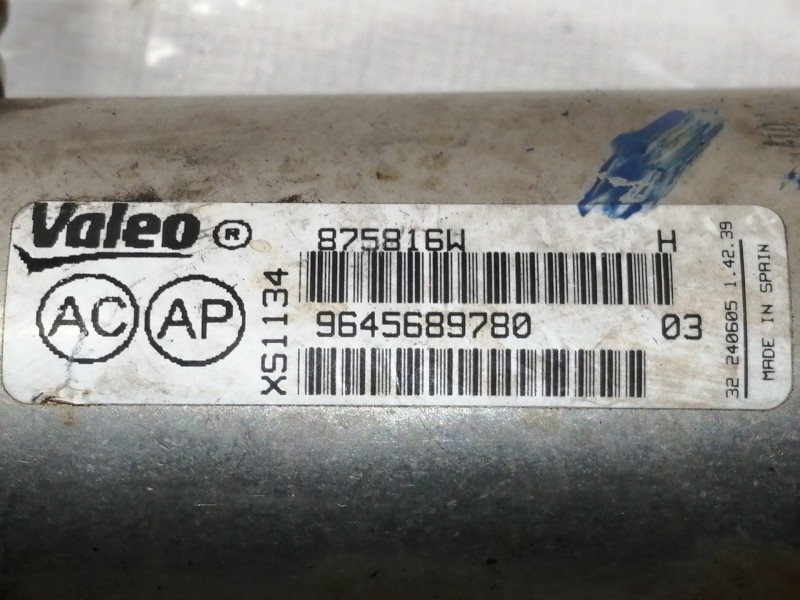 Valeo ®
AC AP
XS1134
875816W H
9645689780 03
32 240605 1.42.39
MADE IN SPAIN